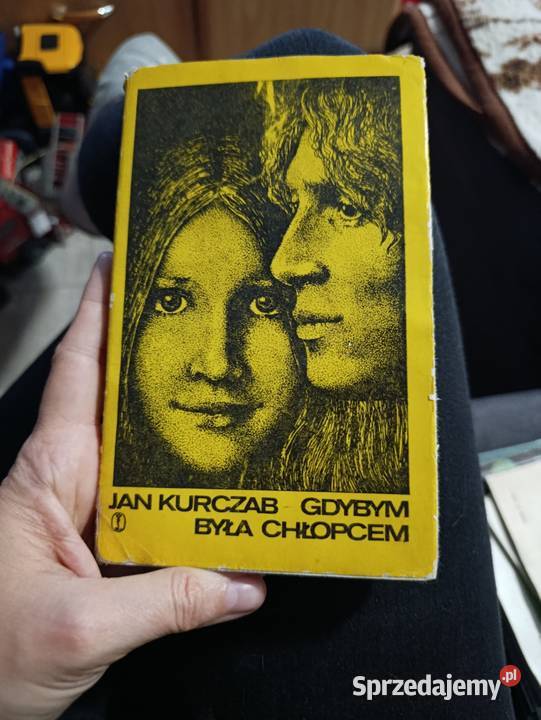 JAN KURCZAB GDYBYM
BYŁA CHŁOPCEM
Sprzedajemy.pl